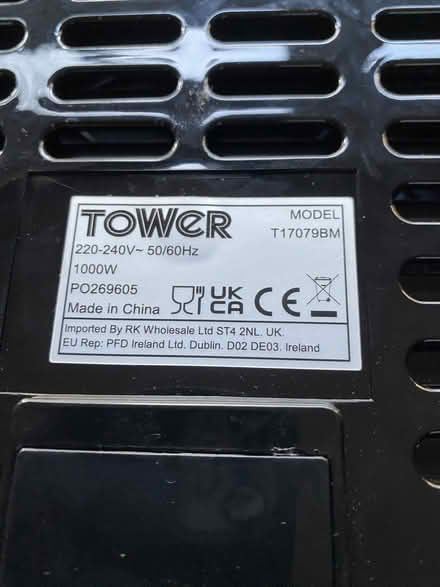 TOWER
MODEL
T17079BM
220-240V~ 50/60Hz
1000W
PO269605
Made in China
UK
CA
CE
Imported By RK Wholesale Ltd ST4 2NL. UK.
EU Rep: PFD Ireland Ltd. Dublin. D02 DE03. Ireland